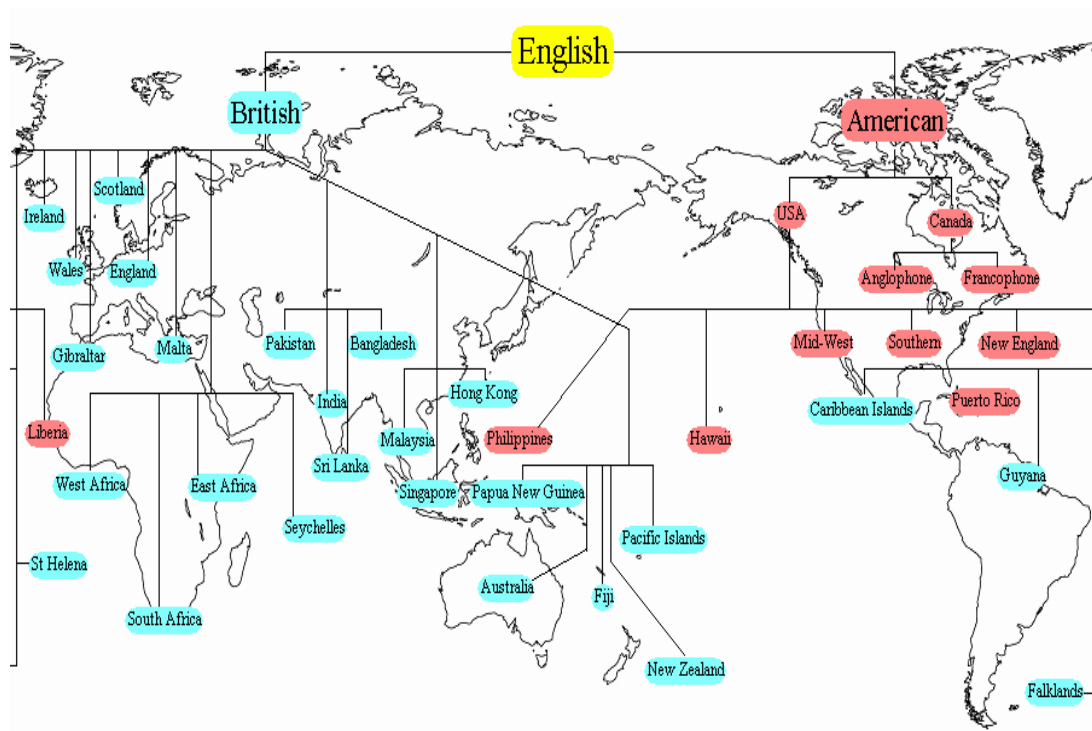 English
British
American
Scotland
Ireland
USA
Canada
Wales
England
Anglophone
Francophone
Pakistan
Bangladesh
Malta
Gibraltar
Mid-West
Southern
New England
Hong Kong
India
Puerto Rico
Caribbean Islands
Liberia
Malaysia
Philippines
Hawaii
Sri Lanka
Guyana
West Africa
East Africa
Singapore
Papua New Guinea
Seychelles
Pacific Islands
St Helena
Australia
Fiji
South Africa
New Zealand
Falklands